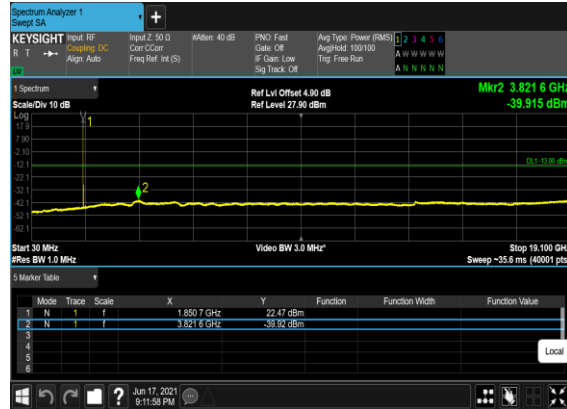 Spectrum Analyzer 1
Swept SA
+
KEYSIGHT Input: RF Input Z: 50 Ω #Atten: 40 dB PNO: Fast Avg Type: Power (RMS) 1 2 3 4 5 6
R T Coupling: DC Corr CCorr Gate: Off Avg|Hold: 100/100 A W W W W W
Align: Auto Freq Ref: Int (S) IF Gain: Low Trig: Free Run
Sig Track: Off A N N N N N
1 Spectrum Ref Lvl Offset 4.90 dB Mkr2 3.821 6 GHz
Scale/Div 10 dB Ref Level 27.90 dBm -39.915 dBm
Log
17.9
7.90
-2.10
-12.1
-22.1
-32.1
-42.1
-52.1
-62.1
1
DL1 -13.00 dBm
2
Start 30 MHz Video BW 3.0 MHz* Stop 19.100 GHz
#Res BW 1.0 MHz Sweep ~35.6 ms (40001 pts)
5 Marker Table
Mode Trace Scale X Y Function Function Width Function Value
1 N 1 f 1.850 7 GHz 22.47 dBm
2 N 1 f 3.821 6 GHz -39.92 dBm
3
4
5
6
Local
? Jun 17, 2021
9:11:58 PM